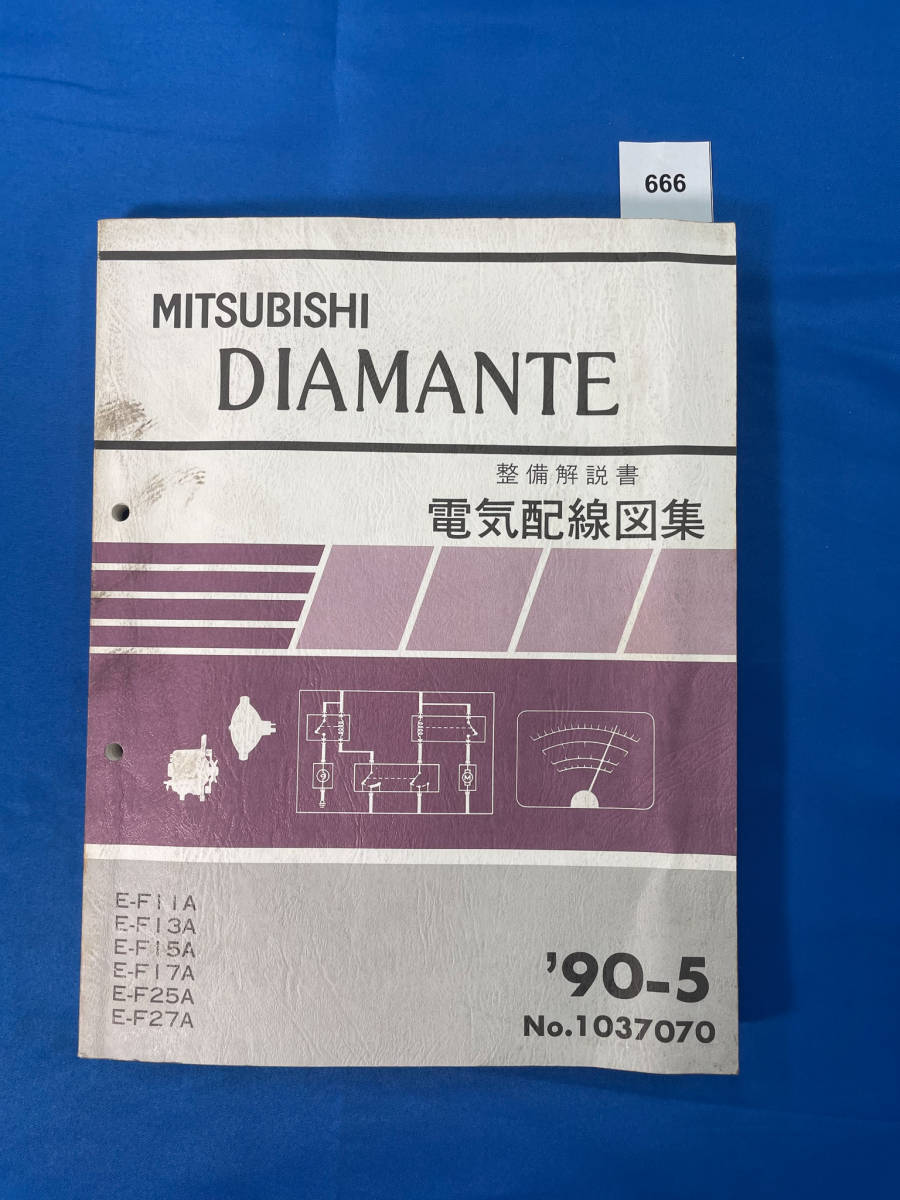 666
MITSUBISHI
DIAMANTE
整備解説書
電気配線図集
M
E-F11A
E-F13A
E-F15A
E-F17A
E-F25A
E-F27A
'90-5
No.1037070